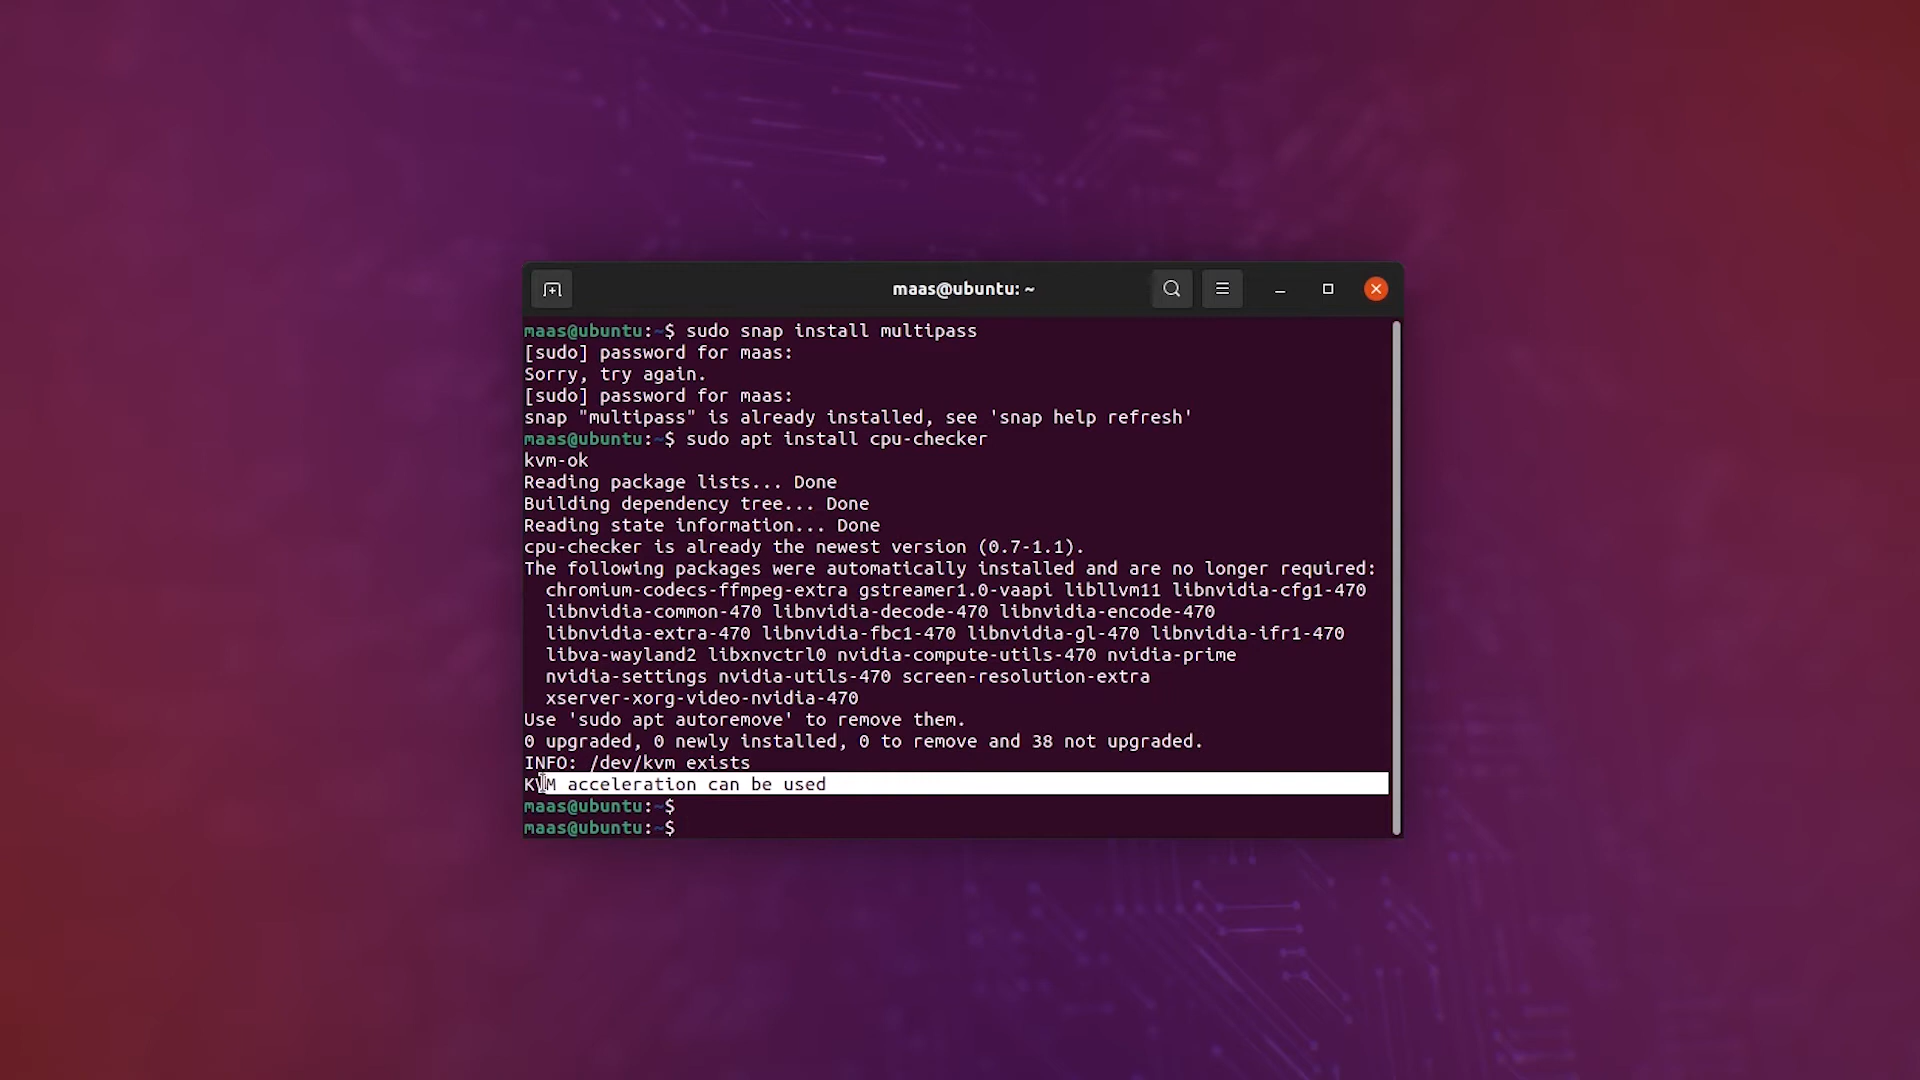 maas@ubuntu: ~
maas@ubuntu:~$ sudo snap install multipass
[sudo] password for maas:
Sorry, try again.
[sudo] password for maas:
snap "multipass" is already installed, see 'snap help refresh'
maas@ubuntu:~$ sudo apt install cpu-checker
kvm-ok
Reading package lists... Done
Building dependency tree... Done
Reading state information... Done
cpu-checker is already the newest version (0.7-1.1).
The following packages were automatically installed and are no longer required:
  chromium-codecs-ffmpeg-extra gstreamer1.0-vaapi libllvm11 libnvidia-cfg1-470
  libnvidia-common-470 libnvidia-decode-470 libnvidia-encode-470
  libnvidia-extra-470 libnvidia-fbc1-470 libnvidia-gl-470 libnvidia-ifr1-470
  libva-wayland2 libxnvctrl0 nvidia-compute-utils-470 nvidia-prime
  nvidia-settings nvidia-utils-470 screen-resolution-extra
  xserver-xorg-video-nvidia-470
Use 'sudo apt autoremove' to remove them.
0 upgraded, 0 newly installed, 0 to remove and 38 not upgraded.
INFO: /dev/kvm exists
KVM acceleration can be used
maas@ubuntu:~$
maas@ubuntu:~$